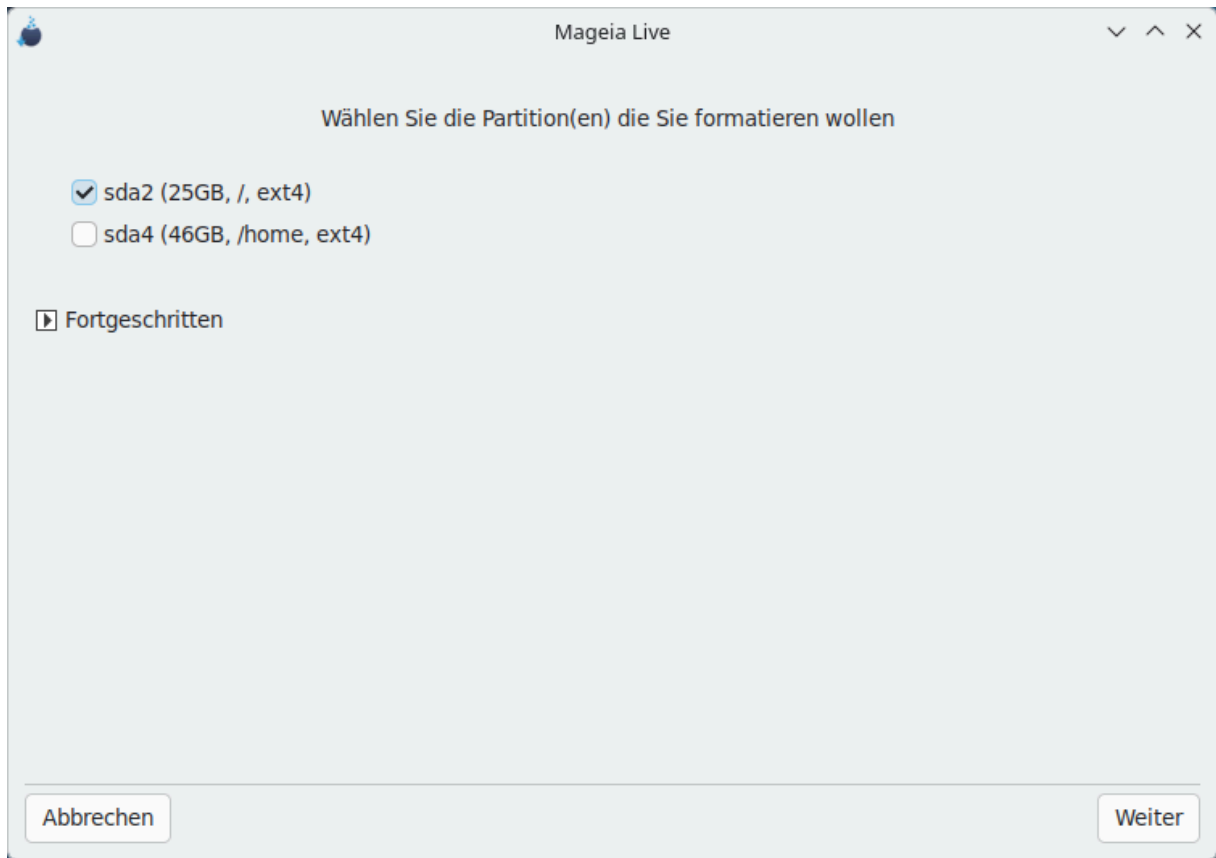 Mageia Live
Wählen Sie die Partition(en) die Sie formatieren wollen
sda2 (25GB, /, ext4)
sda4 (46GB, /home, ext4)
Fortgeschritten
Abbrechen
Weiter